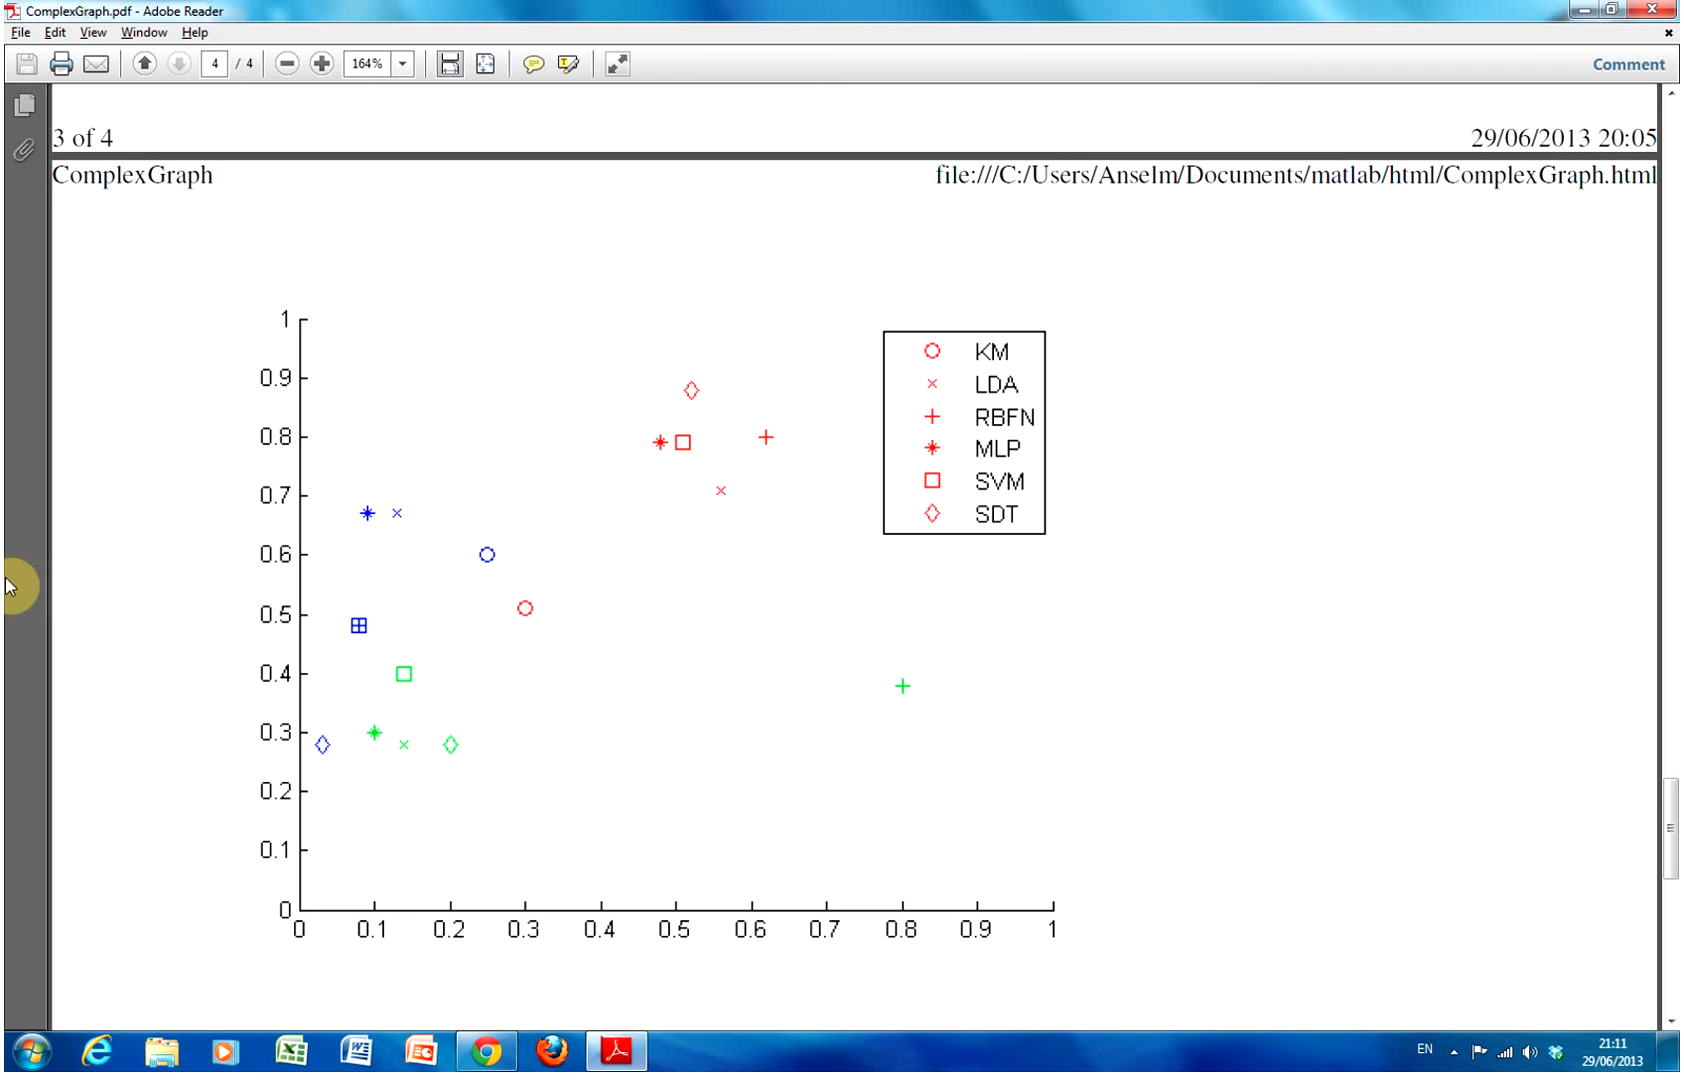 ComplexGraph.pdf - Adobe Reader
File Edit View Window Help
4 / 4 164% Comment
3 of 4 29/06/2013 20:05
ComplexGraph file:///C:/Users/Anselm/Documents/matlab/html/ComplexGraph.html
1
0.9
0.8
0.7
0.6
0.5
0.4
0.3
0.2
0.1
0
0 0.1 0.2 0.3 0.4 0.5 0.6 0.7 0.8 0.9 1
KM
LDA
RBFN
MLP
SVM
SDT
EN 21:11
29/06/2013